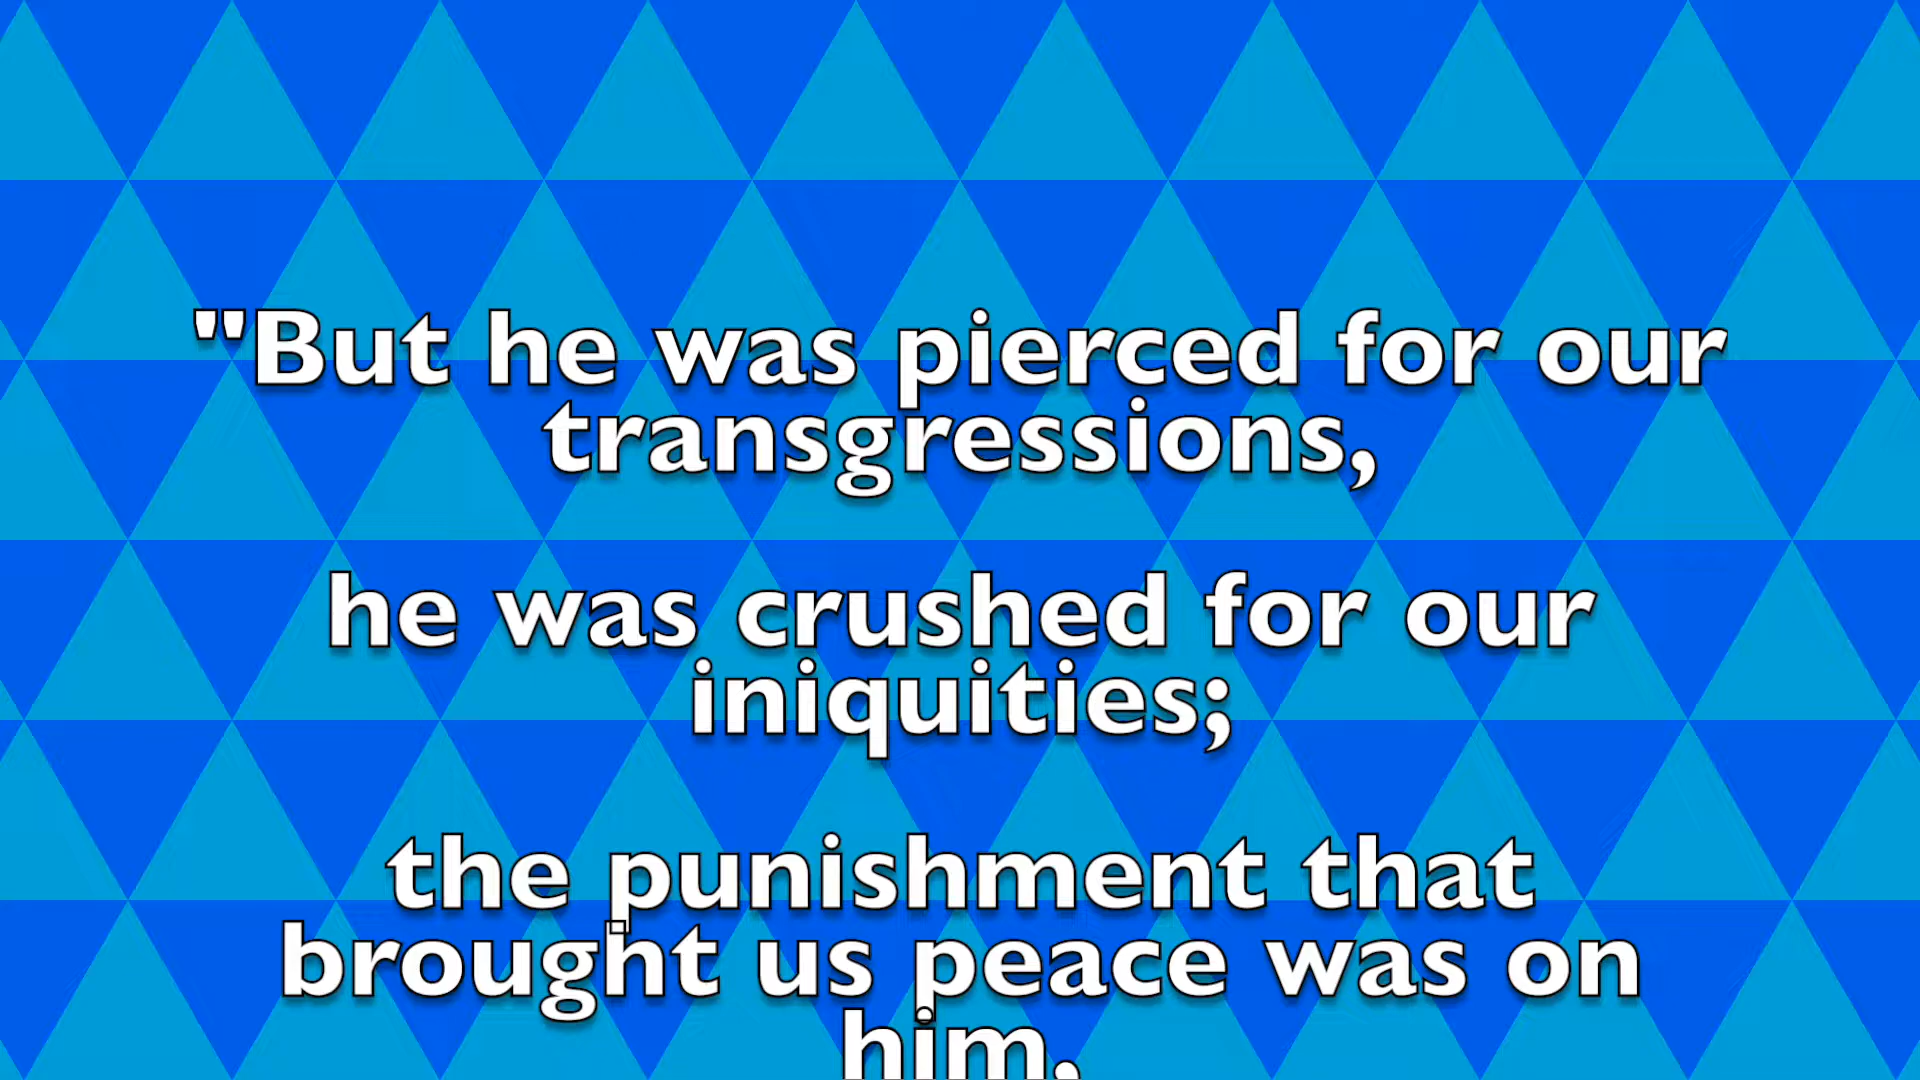 "But he was pierced for our
transgressions,
he was crushed for our
iniquities;
the punishment that
brought us peace was on
him,